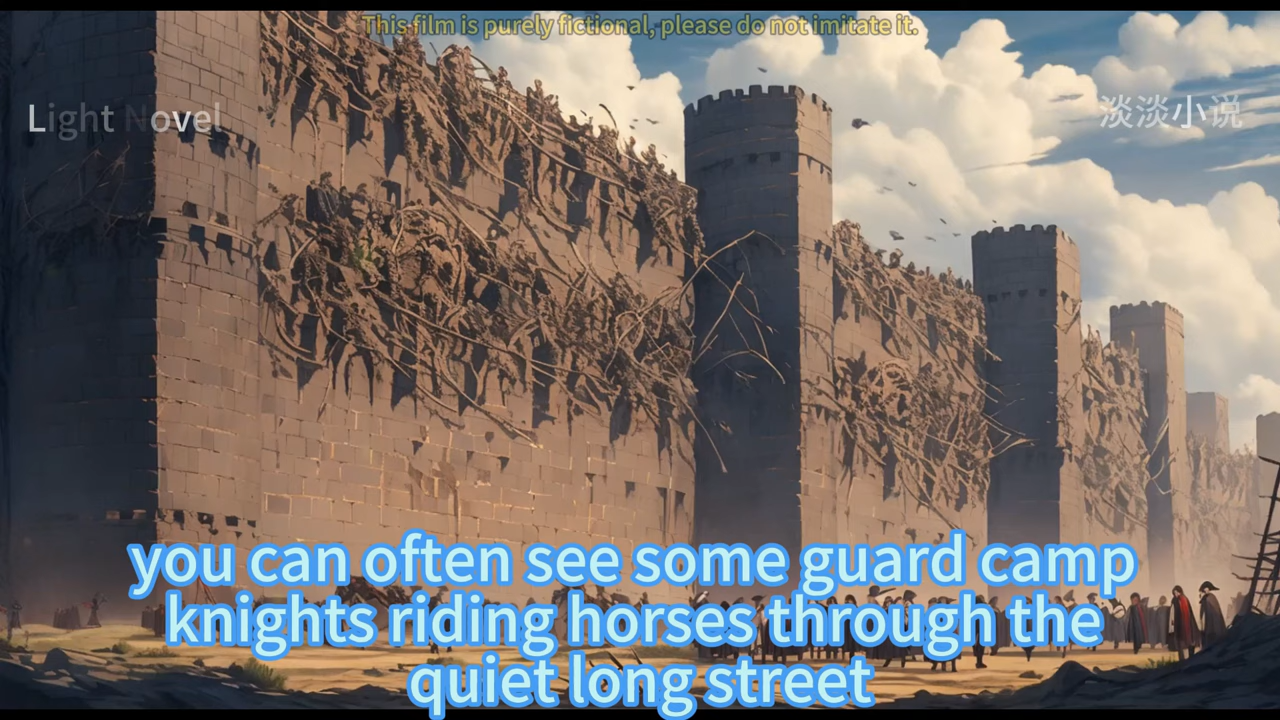 This film is purely fictional, please do not imitate it.
Light Novel
淡淡小说
you can often see some guard camp
knights riding horses through the
quiet long street